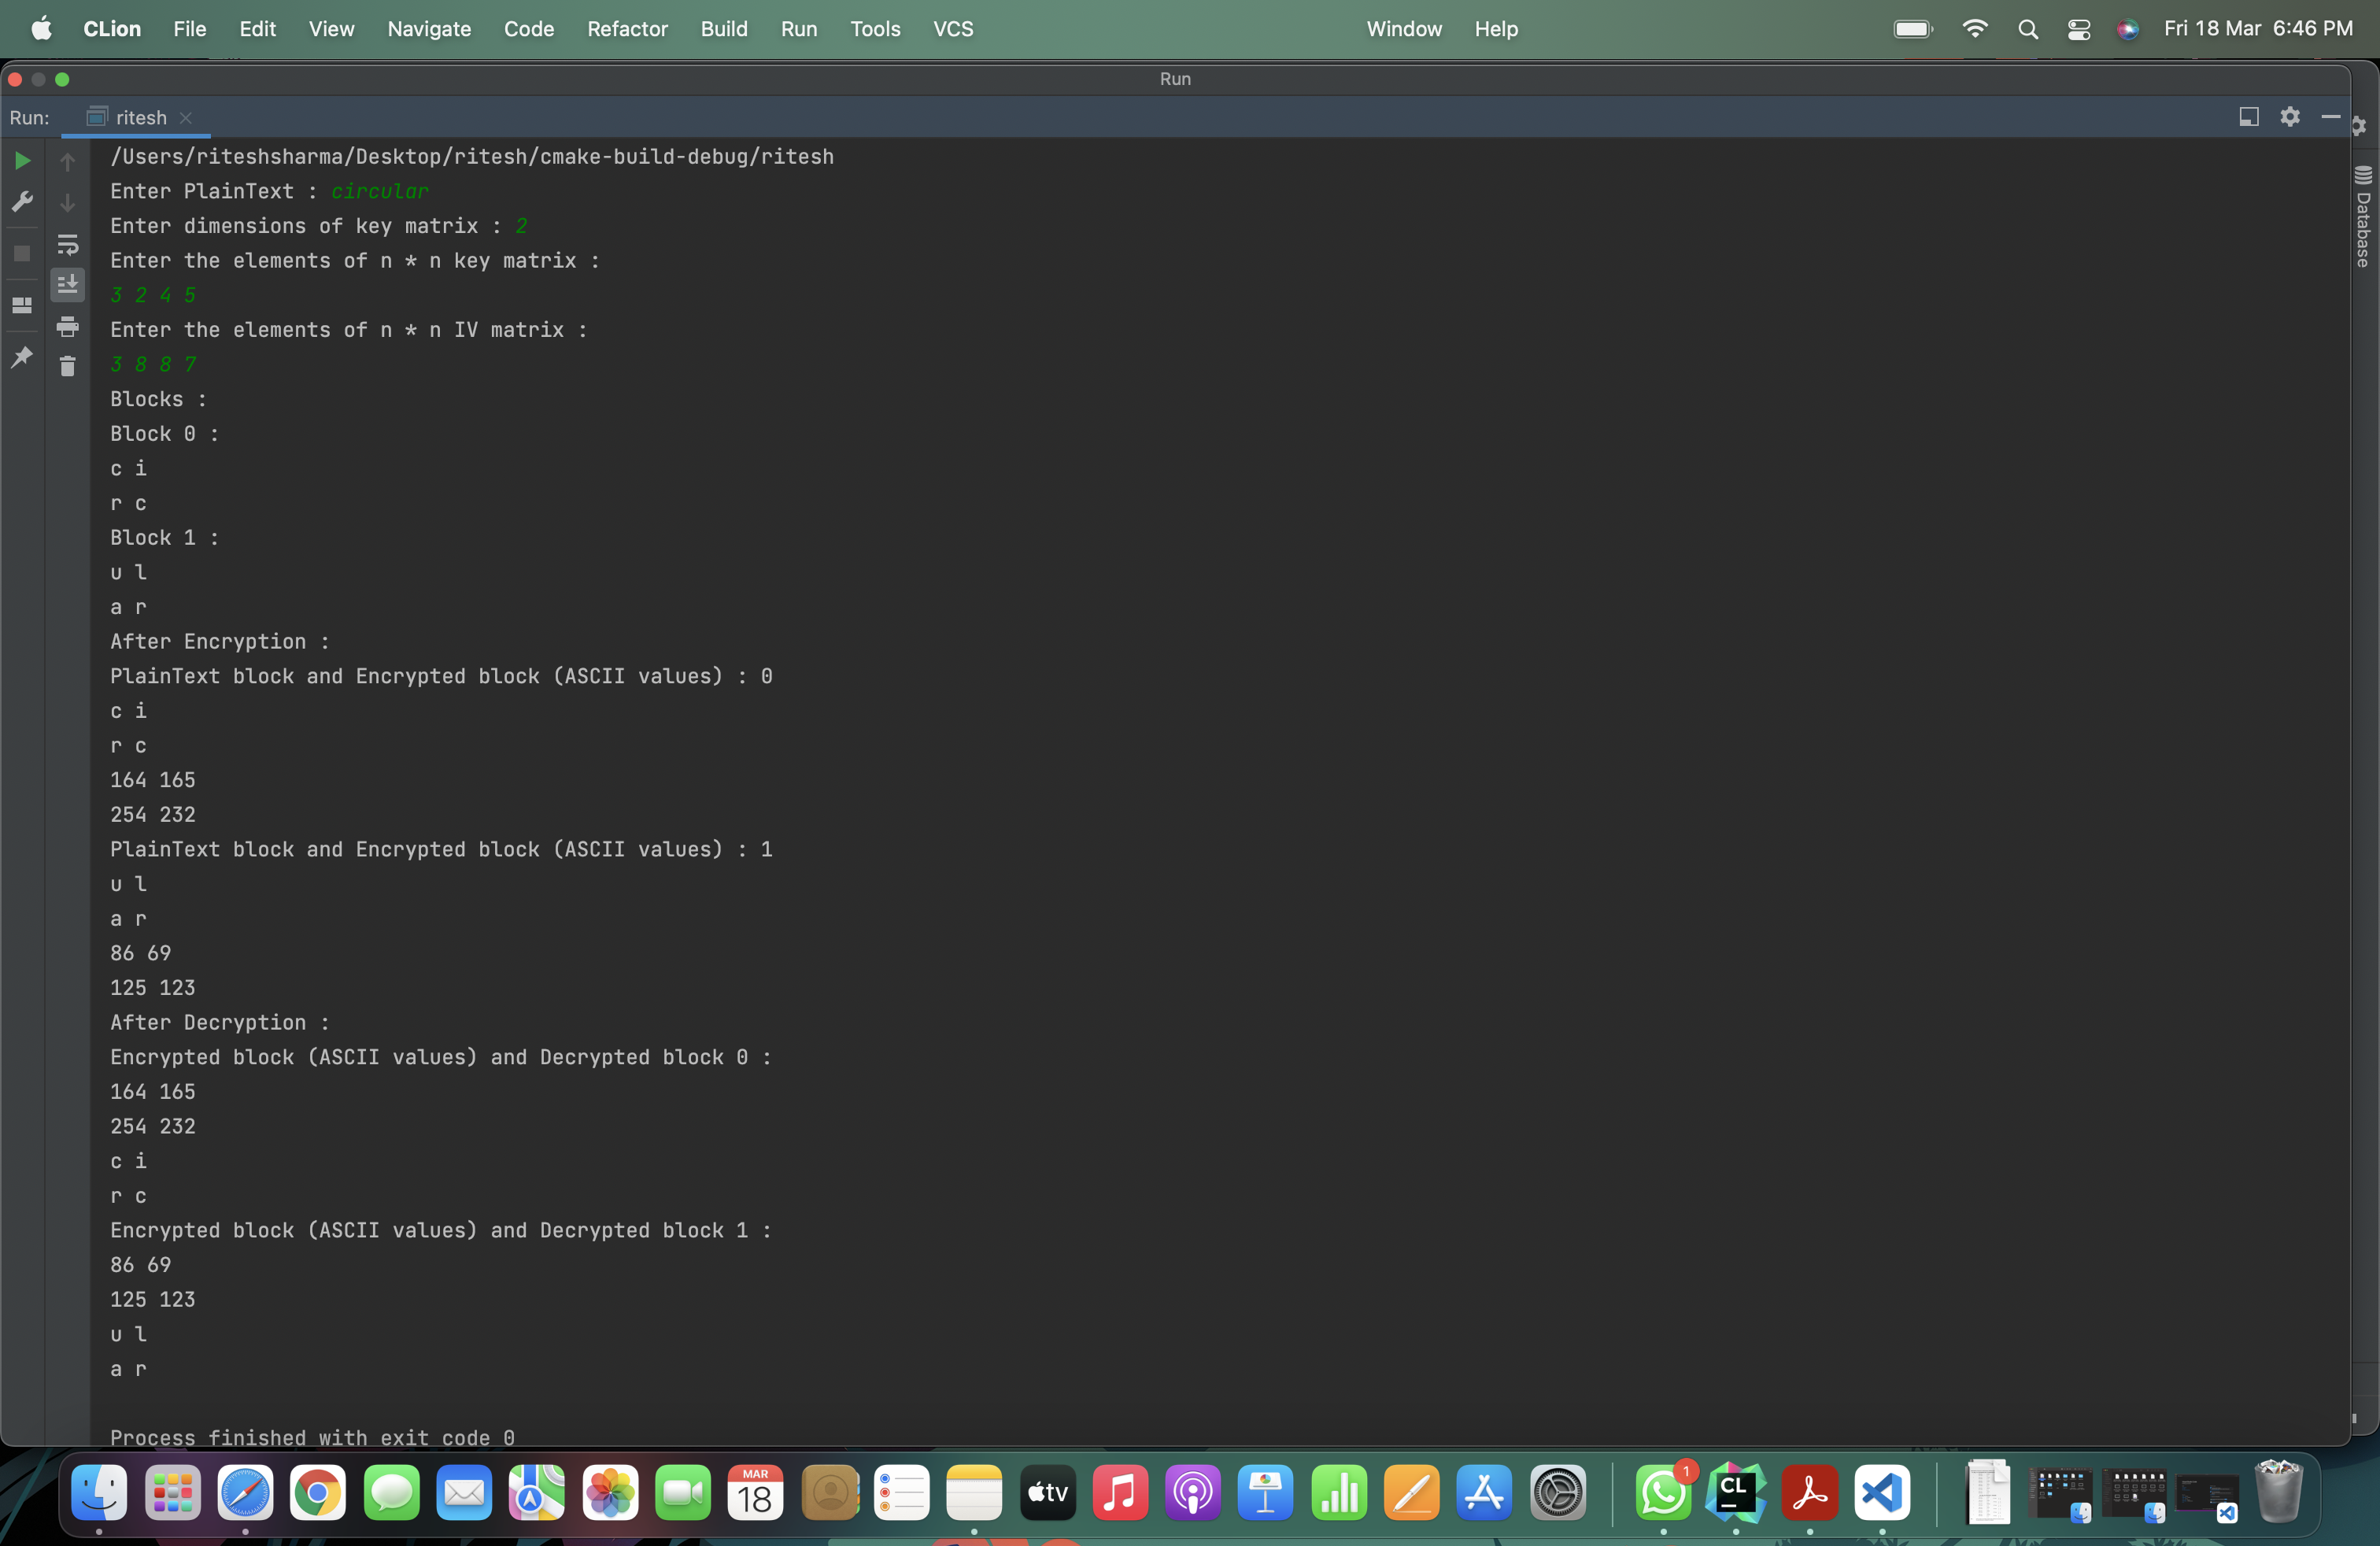 CLion File Edit View Navigate Code Refactor Build Run Tools VCS Window Help Fri 18 Mar 6:46 PM
Run
Run: ritesh
/Users/riteshsharma/Desktop/ritesh/cmake-build-debug/ritesh
Enter PlainText : circular
Enter dimensions of key matrix : 2
Enter the elements of n * n key matrix :
3 2 4 5
Enter the elements of n * n IV matrix :
3 8 8 7
Blocks :
Block 0 :
c i
r c
Block 1 :
u l
a r
After Encryption :
PlainText block and Encrypted block (ASCII values) : 0
c i
r c
164 165
254 232
PlainText block and Encrypted block (ASCII values) : 1
u l
a r
86 69
125 123
After Decryption :
Encrypted block (ASCII values) and Decrypted block 0 :
164 165
254 232
c i
r c
Encrypted block (ASCII values) and Decrypted block 1 :
86 69
125 123
u l
a r
Process finished with exit code 0
Database
MAR
18
tv
1
CL